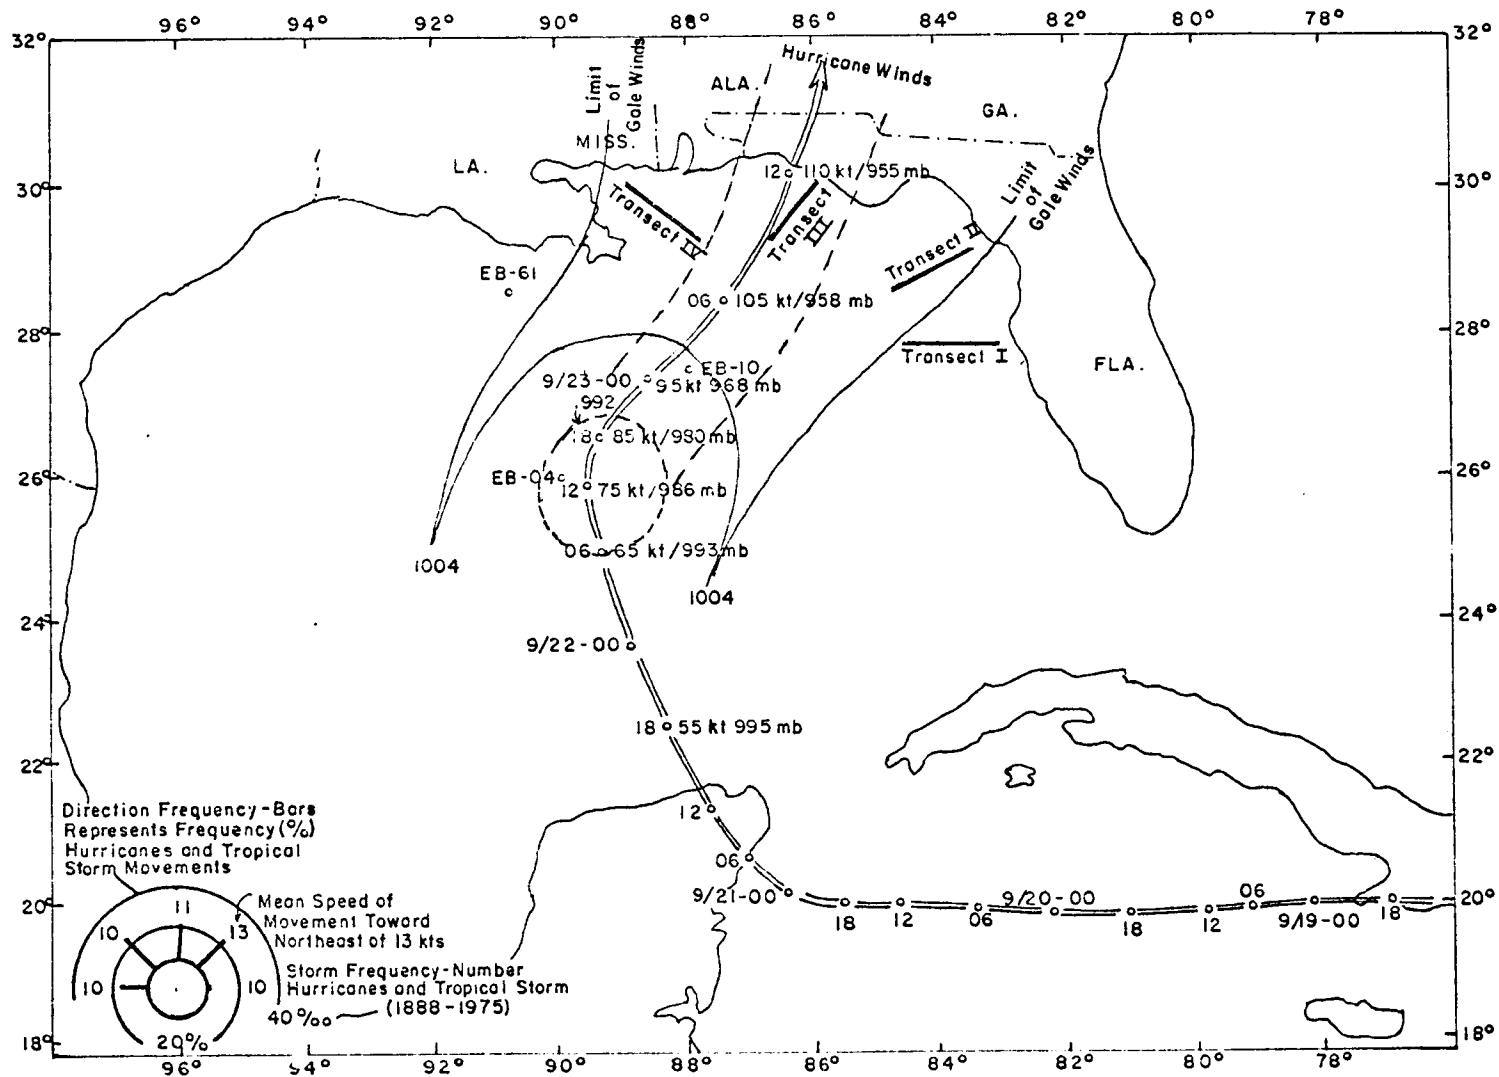 96° 94° 92° 90° 88° 86° 84° 82° 80° 78°
32° 32°
Hurricane Winds
Limit of Gale Winds
ALA.
GA.
MISS.
LA.
30° 30°
12 110 kt/955 mb
Limit of Gale Winds
Transect IV
Transect III
Transect II
EB-61
06 105 kt/958 mb
28° 28°
Transect I
FLA.
EB-10
9/23-00 95 kt 968 mb
992
18 85 kt/980 mb
26° 26°
EB-04
12 75 kt/986 mb
06 65 kt/993 mb
1004
1004
24° 24°
9/22-00
18 55 kt 995 mb
22° 22°
12
06
9/21-00
18 12 06 9/20-00 18 12 06 9/19-00 18
20° 20°
Direction Frequency-Bars
Represents Frequency (%)
Hurricanes and Tropical
Storm Movements
Mean Speed of
Movement Toward
Northeast of 13 kts
11
10 13
10 10
Storm Frequency-Number
Hurricanes and Tropical Storm
(1888-1975)
40%
20%
18° 18°
96° 94° 92° 90° 88° 86° 84° 82° 80° 78°